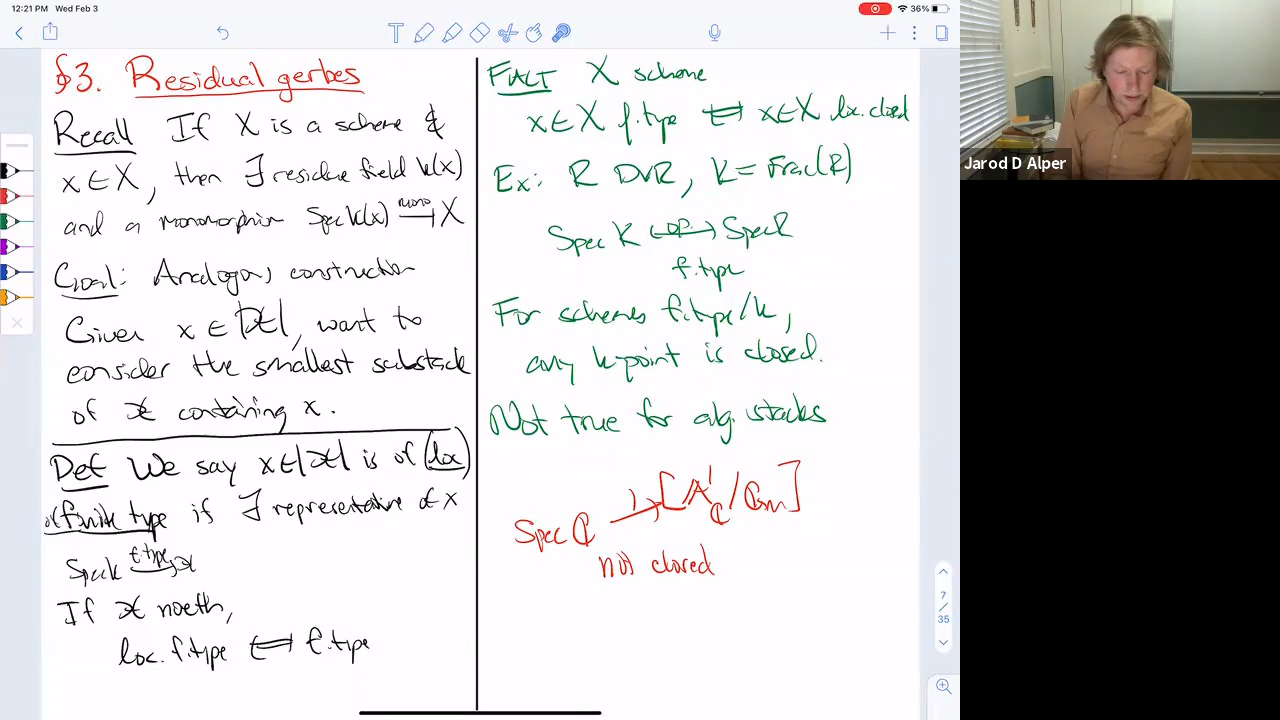 12:21 PM Wed Feb 3
36%
§3. Residual gerbes
Recall If X is a scheme &
x ∈ X, then ∃ residue field k(x)
and a monomorphism Spec k(x) —mono→ X
Goal: Analogous construction
Given x ∈ |𝒳|, want to
consider the smallest substack
of 𝒳 containing x.
Def We say x ∈ |𝒳| is of (loc)
of finite type if ∃ representative of x
Spec k —f.type→ 𝒳
If 𝒳 noeth,
loc. f.type ⟺ f.type
FACT X scheme
x ∈ X f.type ⟺ x ∈ X loc. closed
Ex: R DVR, K = Frac(R)
Spec K —op.→ Spec R
f.type
For schemes f.type/k,
any k-point is closed.
Not true for alg. stacks
Spec ℂ —1→ [𝔸¹_ℂ/𝔾m]
not closed
7
/
35
Jarod D Alper